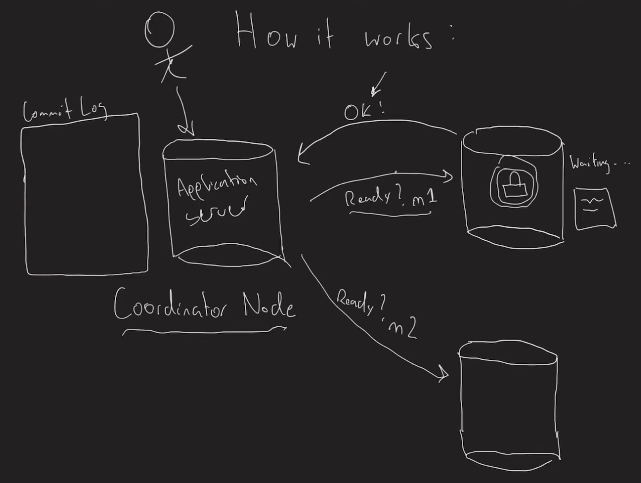 How it works:
Commit Log
OK!
Application
server
Ready? m1
Waiting...
Coordinator Node
Ready?
m2